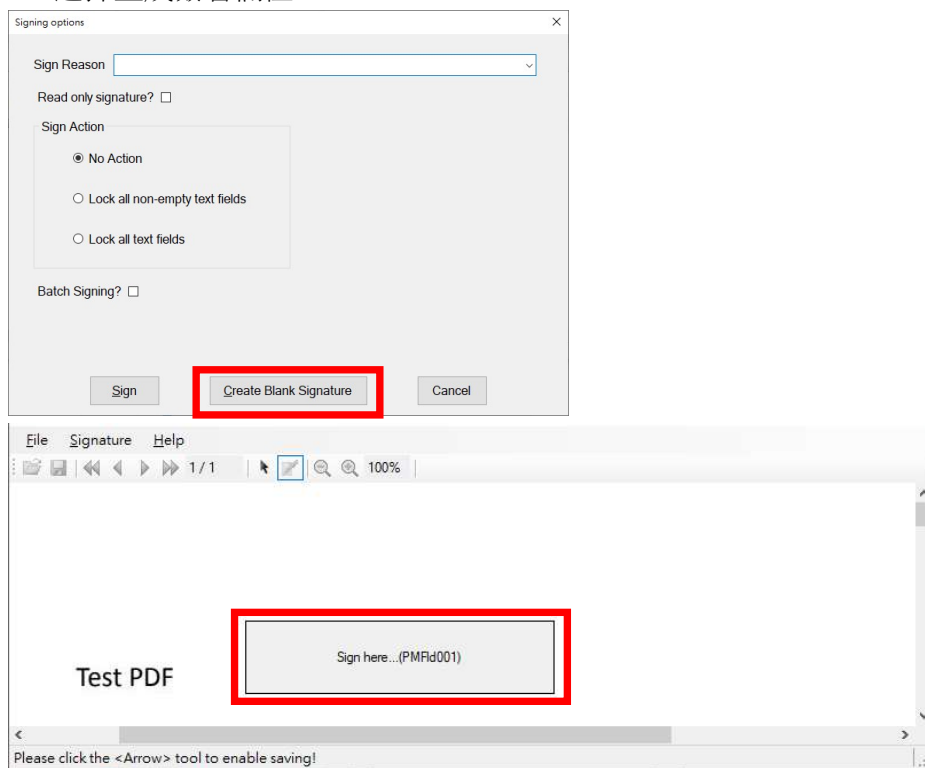 Signing options
Sign Reason
Read only signature?
Sign Action
No Action
Lock all non-empty text fields
Lock all text fields
Batch Signing?
Sign Create Blank Signature Cancel
File Signature Help
1 / 1 100%
Sign here...(PMFld001)
Test PDF
Please click the <Arrow> tool to enable saving!